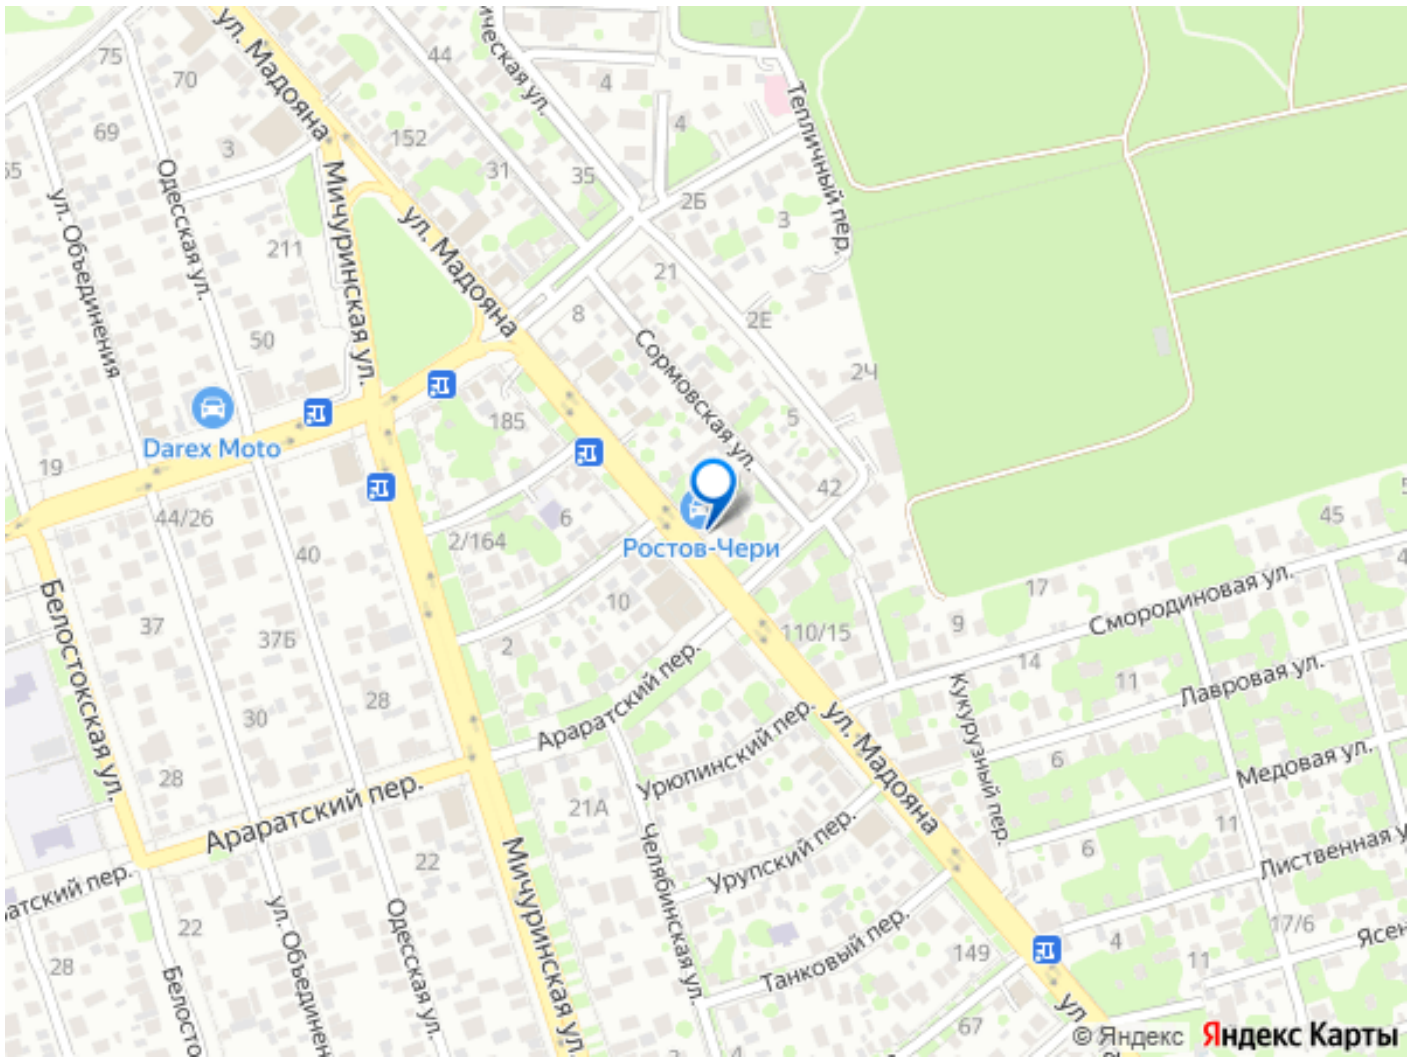 ул. Мадояна
ическая ул.
44
75
70
4
Тепличный пер.
69
152
4
3
31
35
65
Одесская ул.
Мичуринская ул.
2Б
3
ул. Объединения
ул. Мадояна
211
21
2Е
8
50
Сормовская ул.
2Ч
185
5
Darex Moto
19
42
44/26
6
2/164
Ростов-Чери
45
5
40
4
Белостокская ул.
10
17
Смородиновая ул.
37
37Б
2
110/15
9
14
Араратский пер.
Кукурузный пер.
11
Лавровая ул.
28
30
Урюпинский пер.
ул. Мадояна
6
Медовая ул.
28
21А
Араратский пер.
Челябинская ул.
Урупский пер.
11
6
Лиственная у
22
Мичуринская ул.
атский пер.
ул. Объединен
Одесская ул.
22
Танковый пер.
17/6
4
Ясен
149
11
28
Белосто
67
4
ул
© Яндекс Яндекс Карты